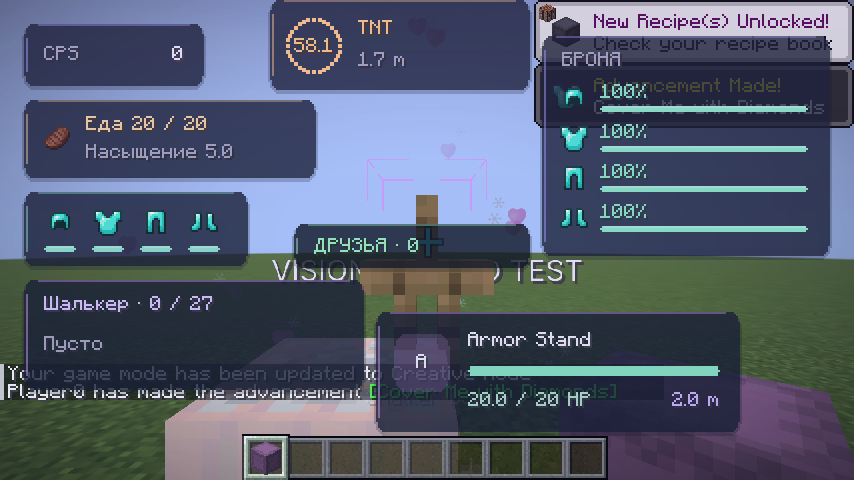 CPS 0
58.1
TNT
1.7 m
New Recipe(s) Unlocked!
Check your recipe book
БРОНЯ
Advancement Made!
Cover Me with Diamonds
100%
100%
100%
100%
Еда 20 / 20
Насыщение 5.0
ДРУЗЬЯ · 0
TEST
Шалькер · 0 / 27
Пусто
Armor Stand
A
20.0 / 20 HP
2.0 m
Your game mode has been updated to Creative Mode
Player0 has made the advancement [Cover Me with Diamonds]